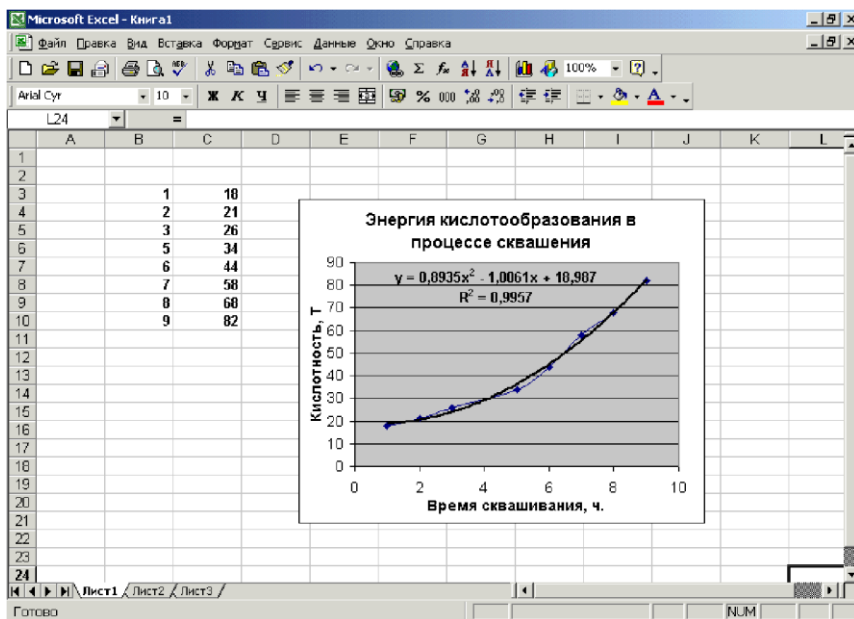 Microsoft Excel - Книга1
Файл Правка Вид Вставка Формат Сервис Данные Окно Справка
100%
Arial Cyr 10 Ж К Ч % 000
L24 =
A B C D E F G H I J K L
1
2
3 1 18
4 2 21
5 3 26
6 5 34
7 6 44
8 7 58
9 8 68
10 9 82
11
12
13
14
15
16
17
18
19
20
21
22
23
24
Энергия кислотообразования в
процессе сквашения
y = 0,8935x² - 1,0061x + 18,987
R² = 0,9957
Кислотность, Т
90
80
70
60
50
40
30
20
10
0
0 2 4 6 8 10
Время сквашивания, ч.
Лист1 Лист2 Лист3
Готово NUM